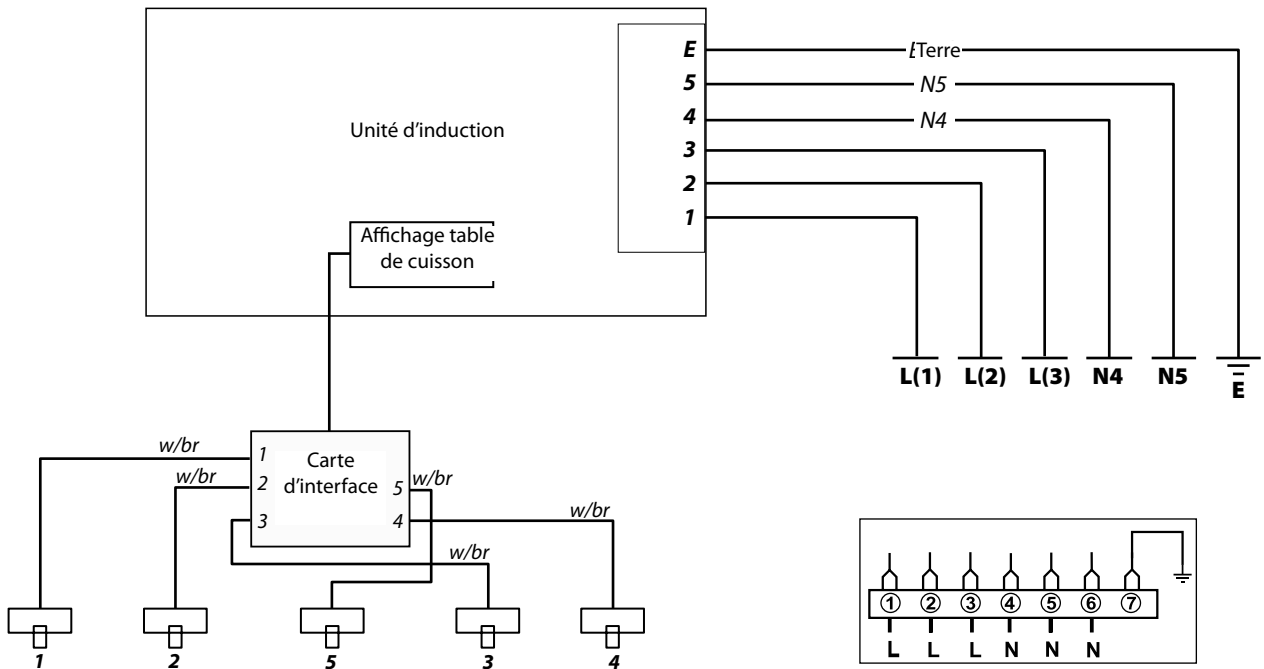 E
Terre
5
N5
Unité d'induction
4
N4
3
2
1
Affichage table
de cuisson
L(1)
L(2)
L(3)
N4
N5
E
w/br
1
Carte
d'interface
w/br
2
5
w/br
3
4
w/br
w/br
1
2
5
3
4
1
2
3
4
5
6
7
L
L
L
N
N
N